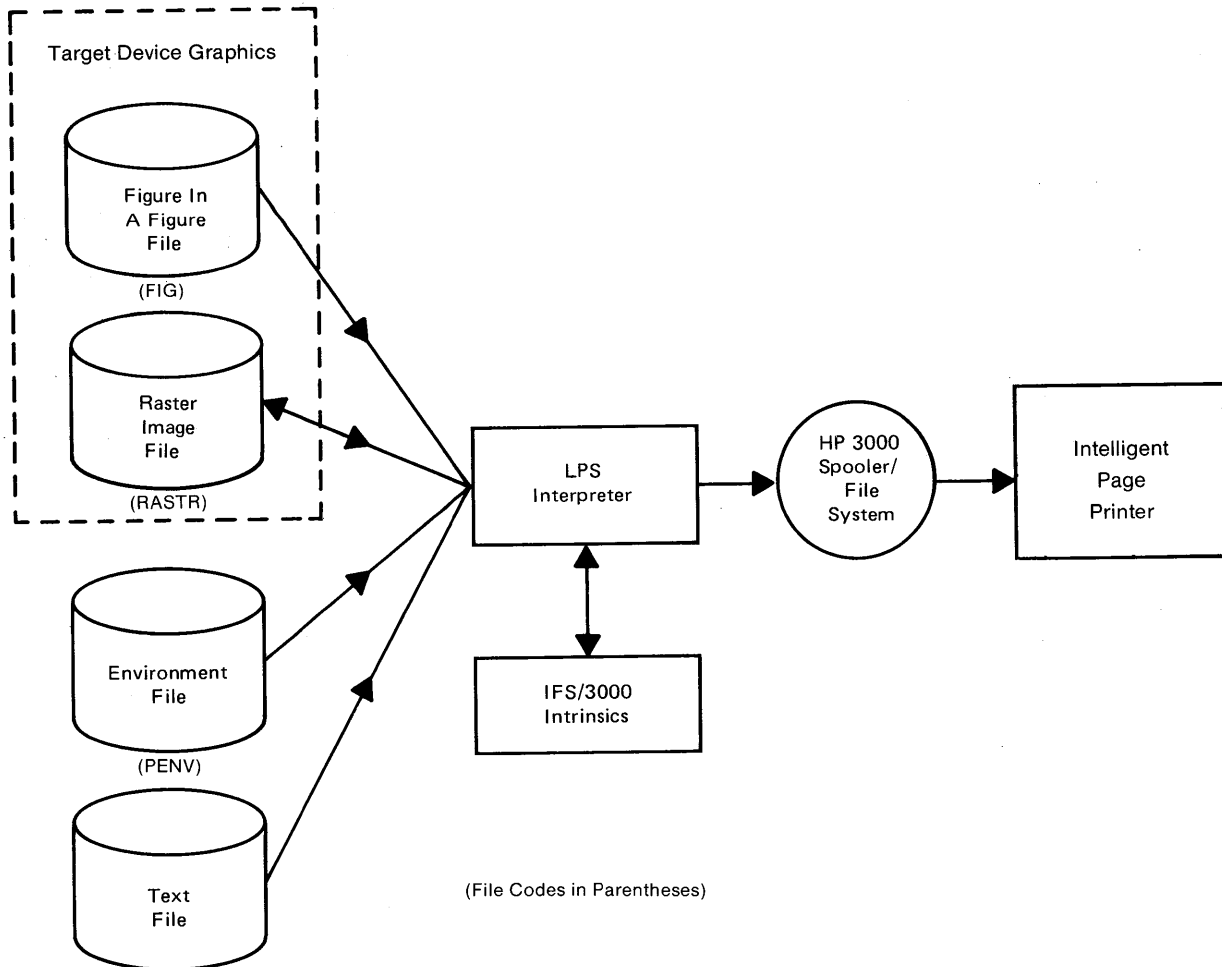 Target Device Graphics
Figure In
A Figure
File
(FIG)
Raster
Image
File
(RASTR)
Environment
File
(PENV)
Text
File
LPS
Interpreter
IFS/3000
Intrinsics
HP 3000
Spooler/
File
System
Intelligent
Page
Printer
(File Codes in Parentheses)